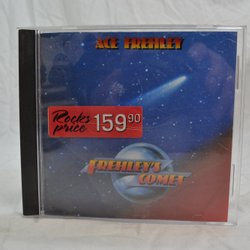 ACE FREHLEY
Rocks
price 159.90
FREHLEY'S
COMET